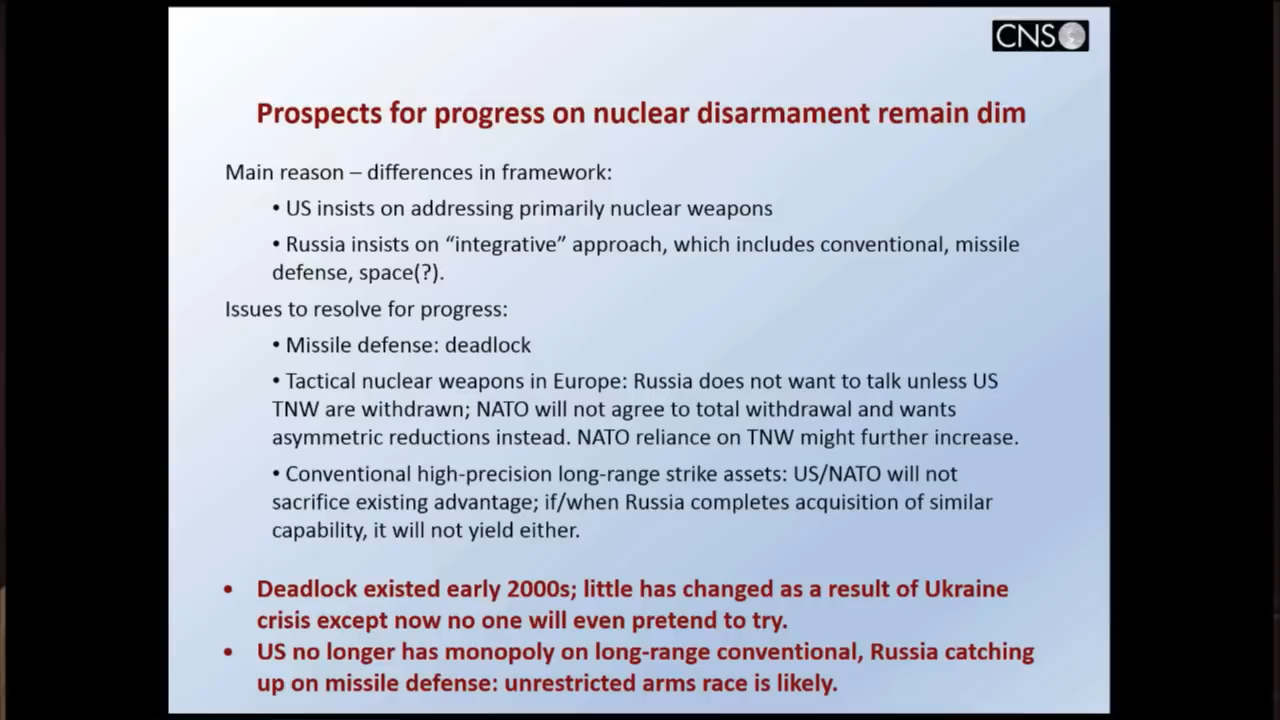 CNS
Prospects for progress on nuclear disarmament remain dim
Main reason – differences in framework:
• US insists on addressing primarily nuclear weapons
• Russia insists on “integrative” approach, which includes conventional, missile
defense, space(?).
Issues to resolve for progress:
• Missile defense: deadlock
• Tactical nuclear weapons in Europe: Russia does not want to talk unless US
TNW are withdrawn; NATO will not agree to total withdrawal and wants
asymmetric reductions instead. NATO reliance on TNW might further increase.
• Conventional high-precision long-range strike assets: US/NATO will not
sacrifice existing advantage; if/when Russia completes acquisition of similar
capability, it will not yield either.
• Deadlock existed early 2000s; little has changed as a result of Ukraine
crisis except now no one will even pretend to try.
• US no longer has monopoly on long-range conventional, Russia catching
up on missile defense: unrestricted arms race is likely.